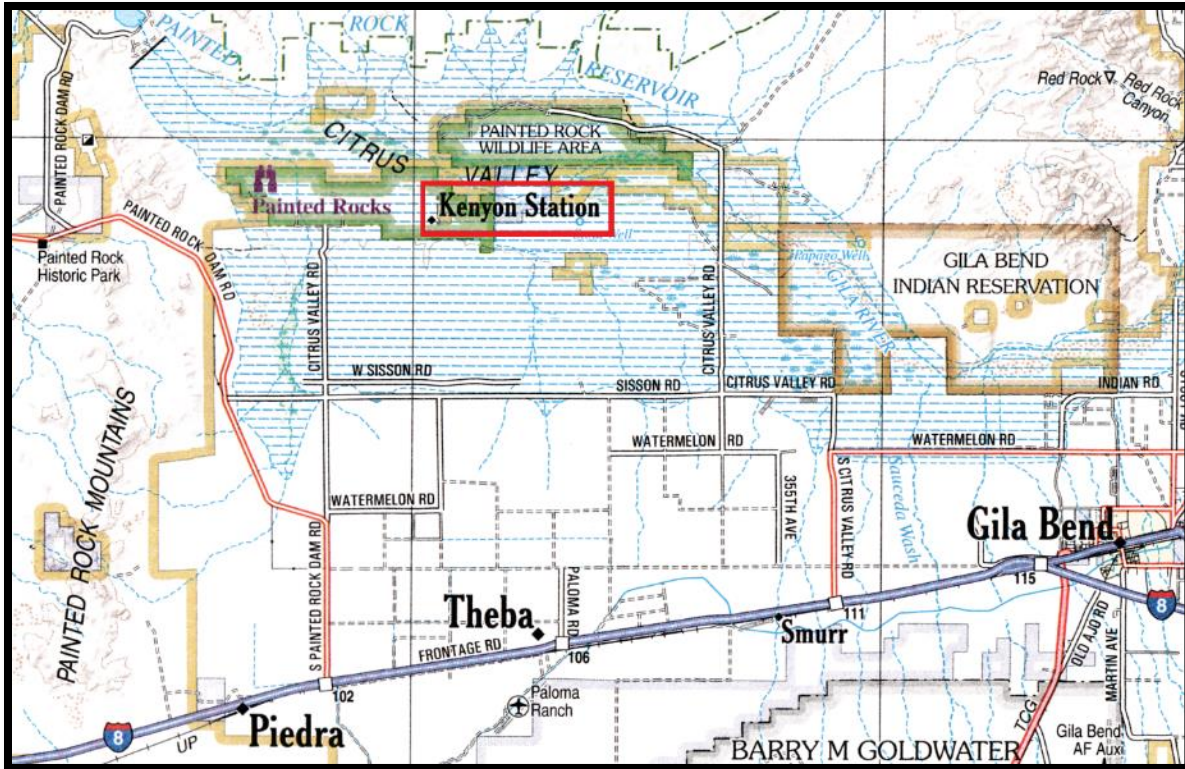 PAINTED
ROCK
RESERVOIR
Red Rock
Red Rock
Canyon
PAINTED ROCK DAM RD
CITRUS
VALLEY
PAINTED ROCK
WILDLIFE AREA
Painted Rocks
Kenyon Station
Well
PAINTED ROCK DAM RD
Painted Rock
Historic Park
CITRUS VALLEY RD
CITRUS VALLEY RD
Papago Well
GILA RIVER
GILA BEND
INDIAN RESERVATION
W SISSON RD
SISSON RD
CITRUS VALLEY RD
INDIAN RD
WATERMELON RD
WATERMELON RD
WATERMELON RD
PAINTED ROCK MOUNTAINS
355TH AVE
S CITRUS VALLEY RD
Sauceda Wash
Gila Bend
115
8
S PAINTED ROCK DAM RD
PALOMA RD
Theba
FRONTAGE RD
106
111
Smurr
OLD AJO RD
MARTIN AVE
102
Paloma
Ranch
Piedra
8
UP
TCG
Gila Bend
AF Aux
BARRY M GOLDWATER